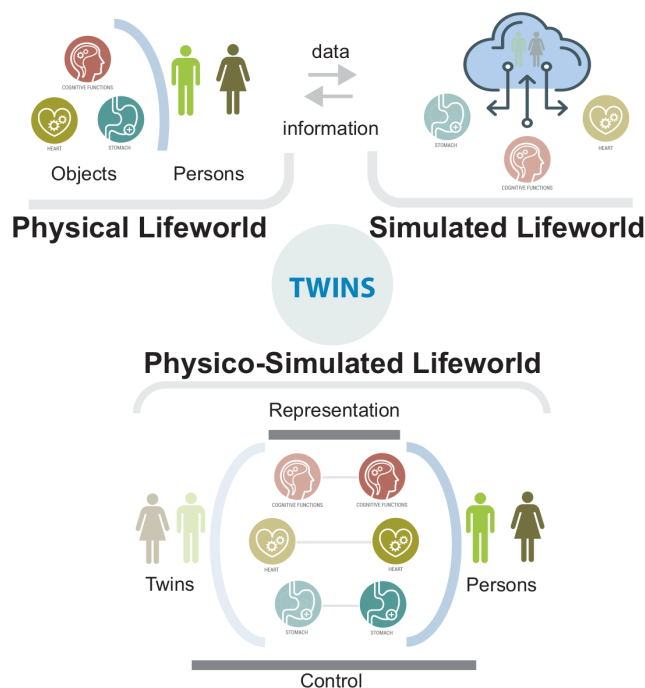 COGNITIVE FUNCTIONS
HEART
STOMACH
Objects
Persons
data
information
STOMACH
COGNITIVE FUNCTIONS
HEART
Physical Lifeworld
Simulated Lifeworld
TWINS
Physico-Simulated Lifeworld
Representation
COGNITIVE FUNCTIONS
COGNITIVE FUNCTIONS
HEART
HEART
STOMACH
STOMACH
Twins
Persons
Control